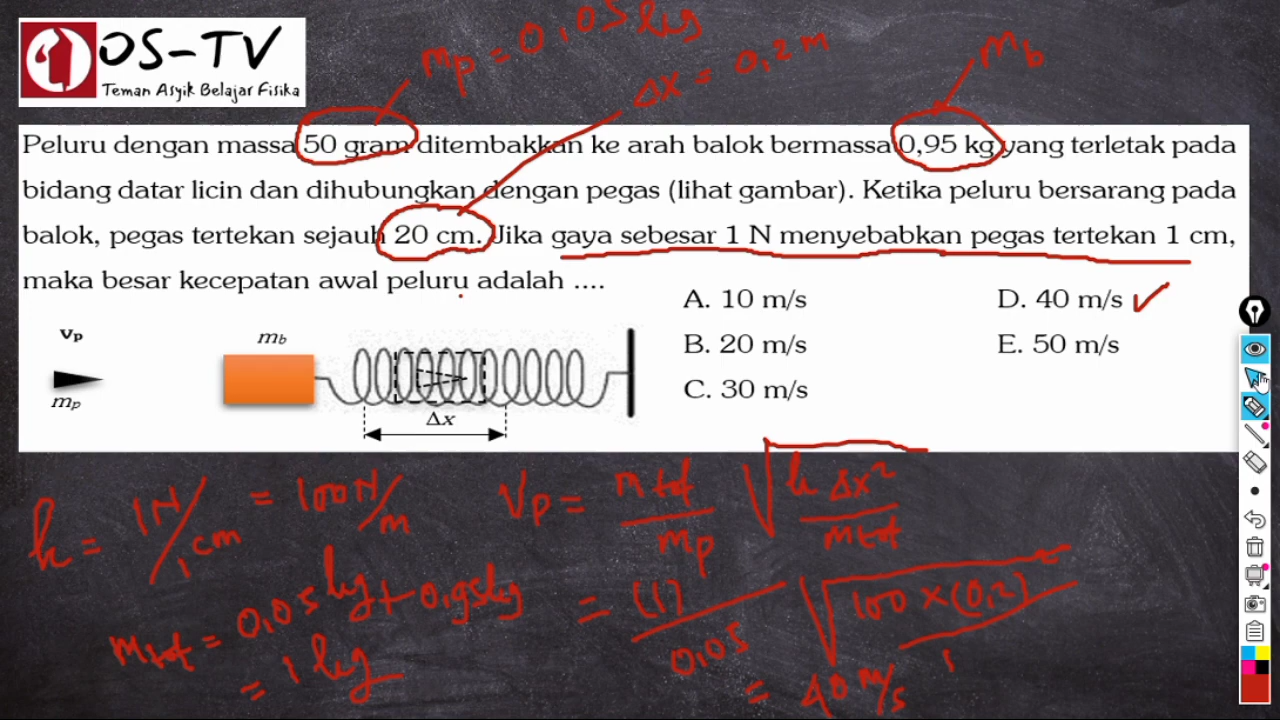 OS-TV
Teman Asyik Belajar Fisika
mp = 0,05 kg
Δx = 0,2 m
mb
Peluru dengan massa 50 gram ditembakkan ke arah balok bermassa 0,95 kg yang terletak pada
bidang datar licin dan dihubungkan dengan pegas (lihat gambar). Ketika peluru bersarang pada
balok, pegas tertekan sejauh 20 cm. Jika gaya sebesar 1 N menyebabkan pegas tertekan 1 cm,
maka besar kecepatan awal peluru adalah ....
A. 10 m/s
D. 40 m/s ✓
B. 20 m/s
E. 50 m/s
C. 30 m/s
vp
mb
mp
Δx
k = 1N/1 cm = 100 N/m
mtot = 0,05 kg + 0,95 kg
= 1 kg
Vp = mtot/mp √(k Δx²/mtot)
= (1)/0,05 √(100 × (0,2)²/1)
= 40 m/s